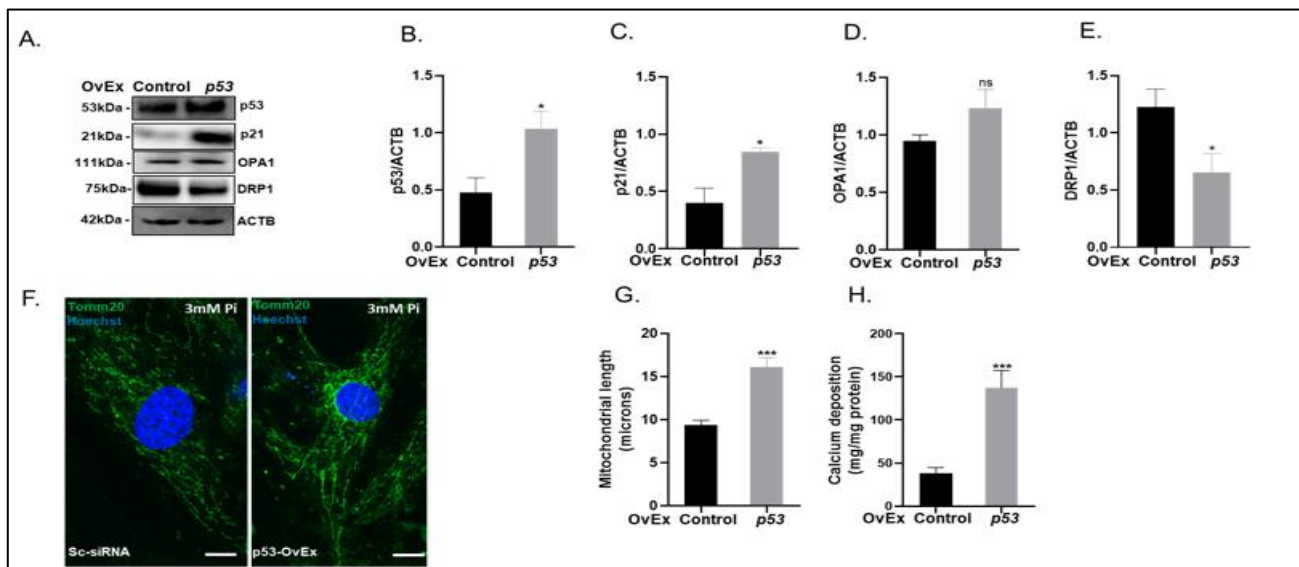 A.
OvEx Control p53
53kDa - p53
21kDa - p21
111kDa - OPA1
75kDa - DRP1
42kDa - ACTB
B.
p53/ACTB
1.5
1.0
0.5
0.0
*
OvEx Control p53
C.
p21/ACTB
1.5
1.0
0.5
0.0
*
OvEx Control p53
D.
OPA1/ACTB
1.5
1.0
0.5
0.0
ns
OvEx Control p53
E.
DRP1/ACTB
1.5
1.0
0.5
0.0
*
OvEx Control p53
F.
Tomm20 3mM Pi
Haechst
Sc-siRNA
Tomm20 3mM Pi
Hoechst
p53-OvEx
G.
Mitochondrial length
(microns)
20
15
10
5
0
***
OvEx Control p53
H.
Calcium deposition
(mg/mg protein)
200
150
100
50
0
***
OvEx Control p53